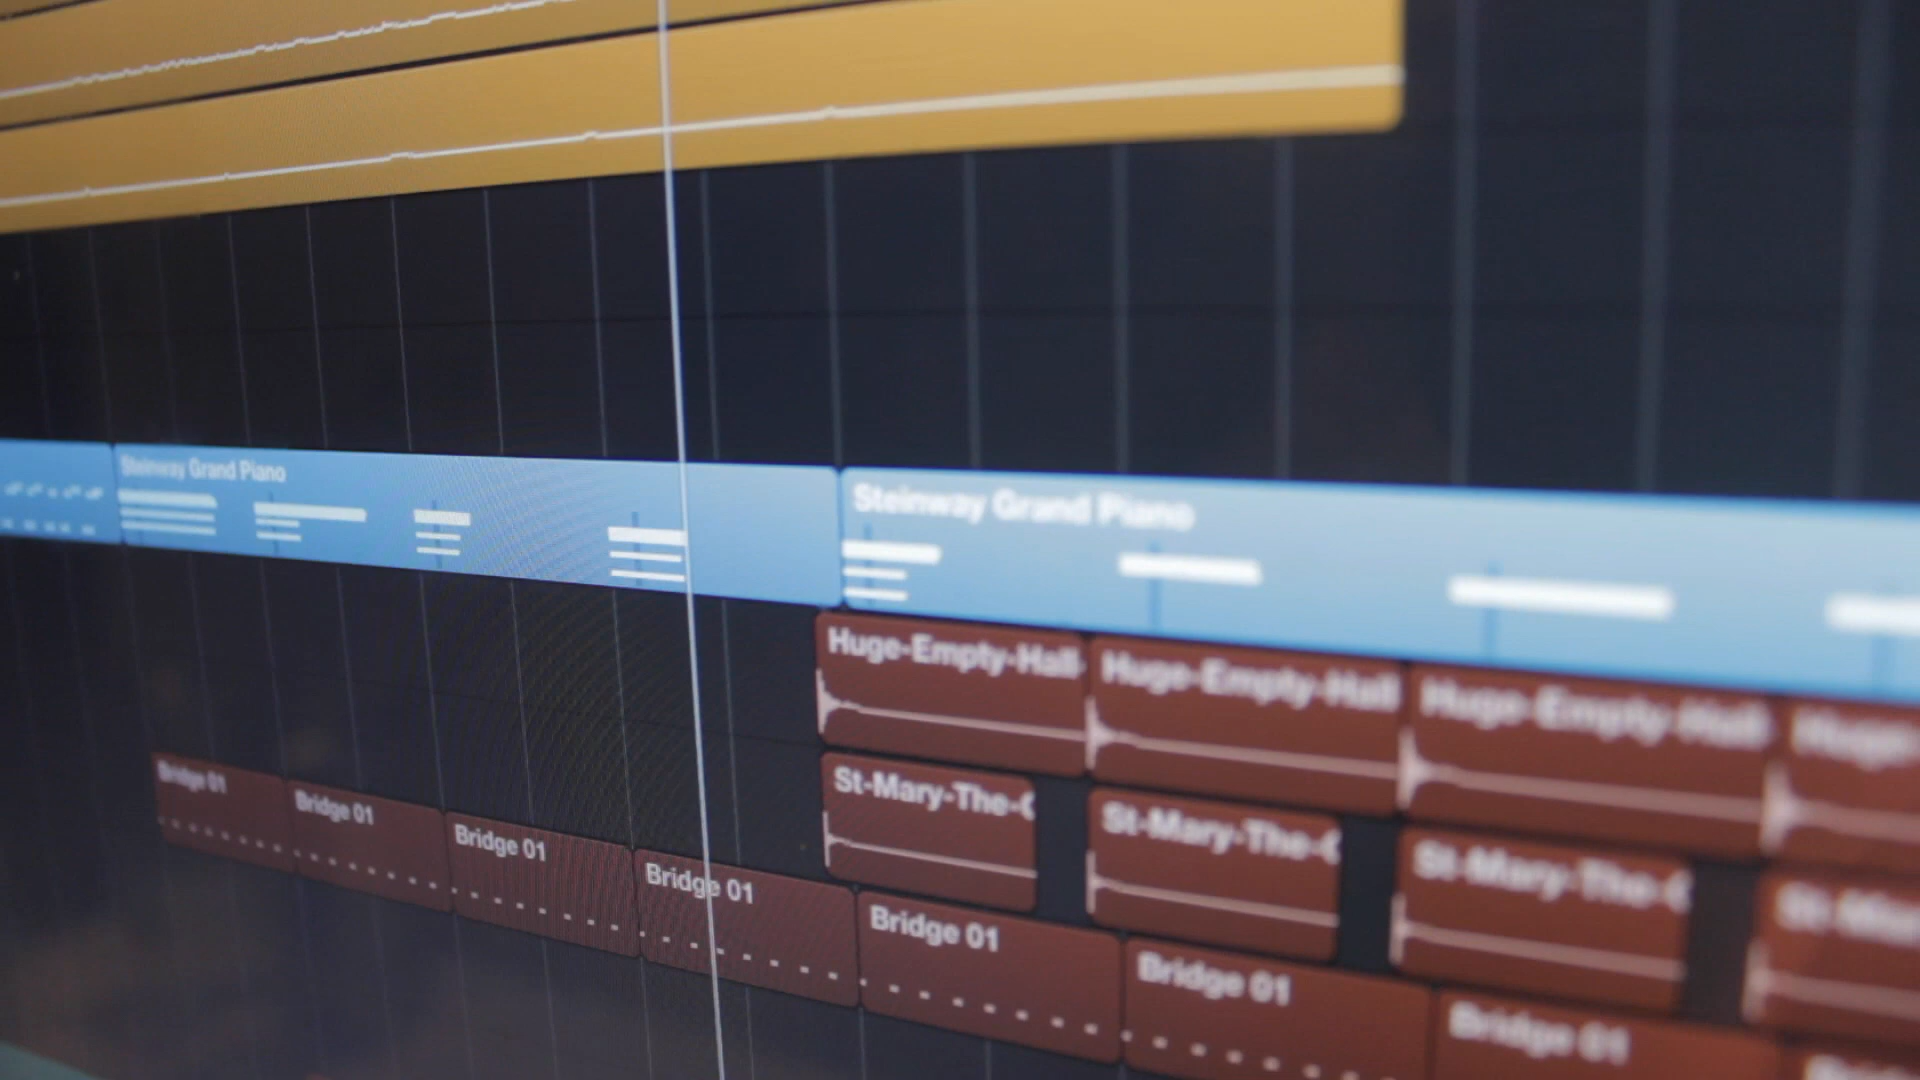 Steinway Grand Piano
Steinway Grand Piano
Huge-Empty-Hall-
Huge-Empty-Hall
Huge-Empty-Hall
Huge-
St-Mary-The-
St-Mary-The-
St-Mary-The-
Bridge 01
Bridge 01
Bridge 01
Bridge 01
Bridge 01
Bridge 01
Bridge 01